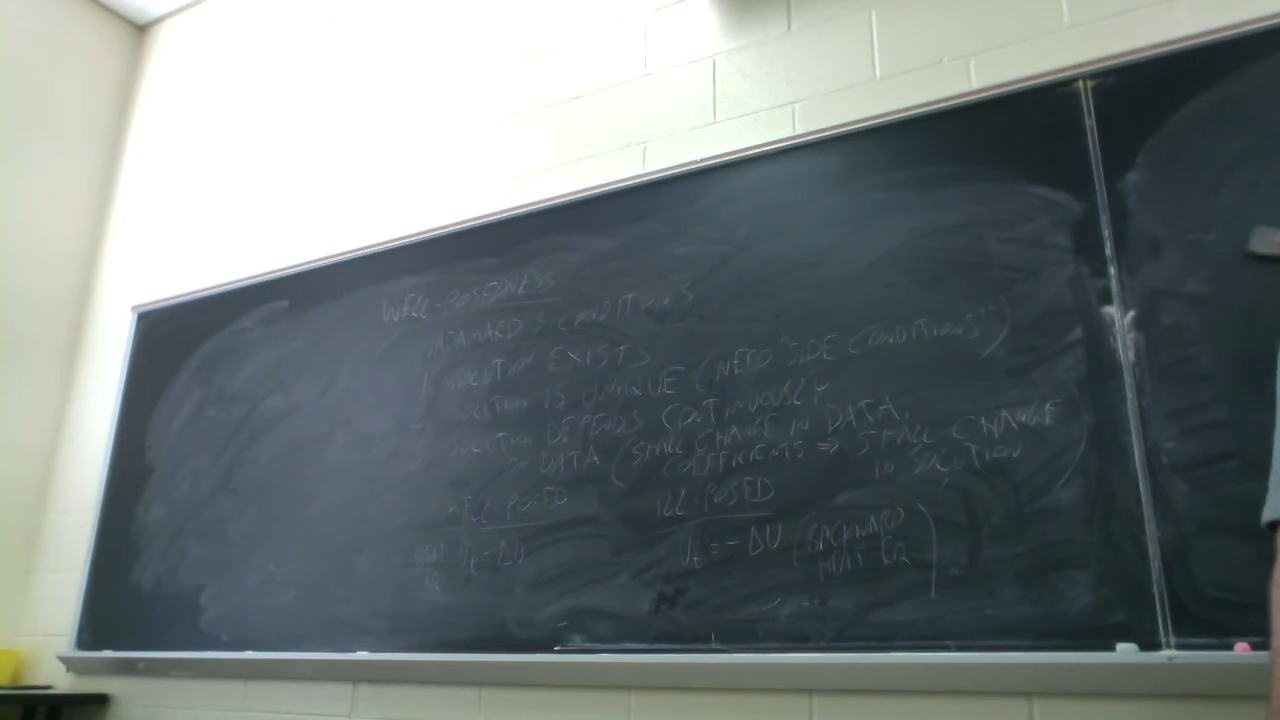 WELL-POSEDNESS
HADAMARD'S CONDITIONS
1 SOLUTION EXISTS
SOLUTION IS UNIQUE (NEED "SIDE CONDITIONS")
3 SOLUTION DEPENDS CONTINUOUSLY
ON DATA (SMALL CHANGE IN DATA,
COEFFICIENTS ⇒ SMALL CHANGE
IN SOLUTION)
WELL-POSED ILL-POSED
HEAT EQ U_t = ΔU U_t = -ΔU (BACKWARD HEAT EQ)